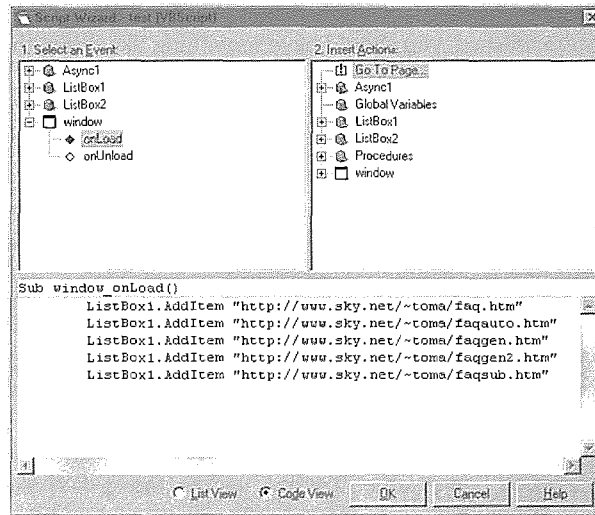 Script Wizard - test [VBScript]
1. Select an Event:
Async1
ListBox1
ListBox2
window
onLoad
onUnload
2. Insert Actions:
Go To Page...
Async1
Global Variables
ListBox1
ListBox2
Procedures
window
Sub window_onLoad()
ListBox1.AddItem "http://www.sky.net/~toma/faq.htm"
ListBox1.AddItem "http://www.sky.net/~toma/faqauto.htm"
ListBox1.AddItem "http://www.sky.net/~toma/faqgen.htm"
ListBox1.AddItem "http://www.sky.net/~toma/faqgen2.htm"
ListBox1.AddItem "http://www.sky.net/~toma/faqsub.htm"
List View Code View OK Cancel Help